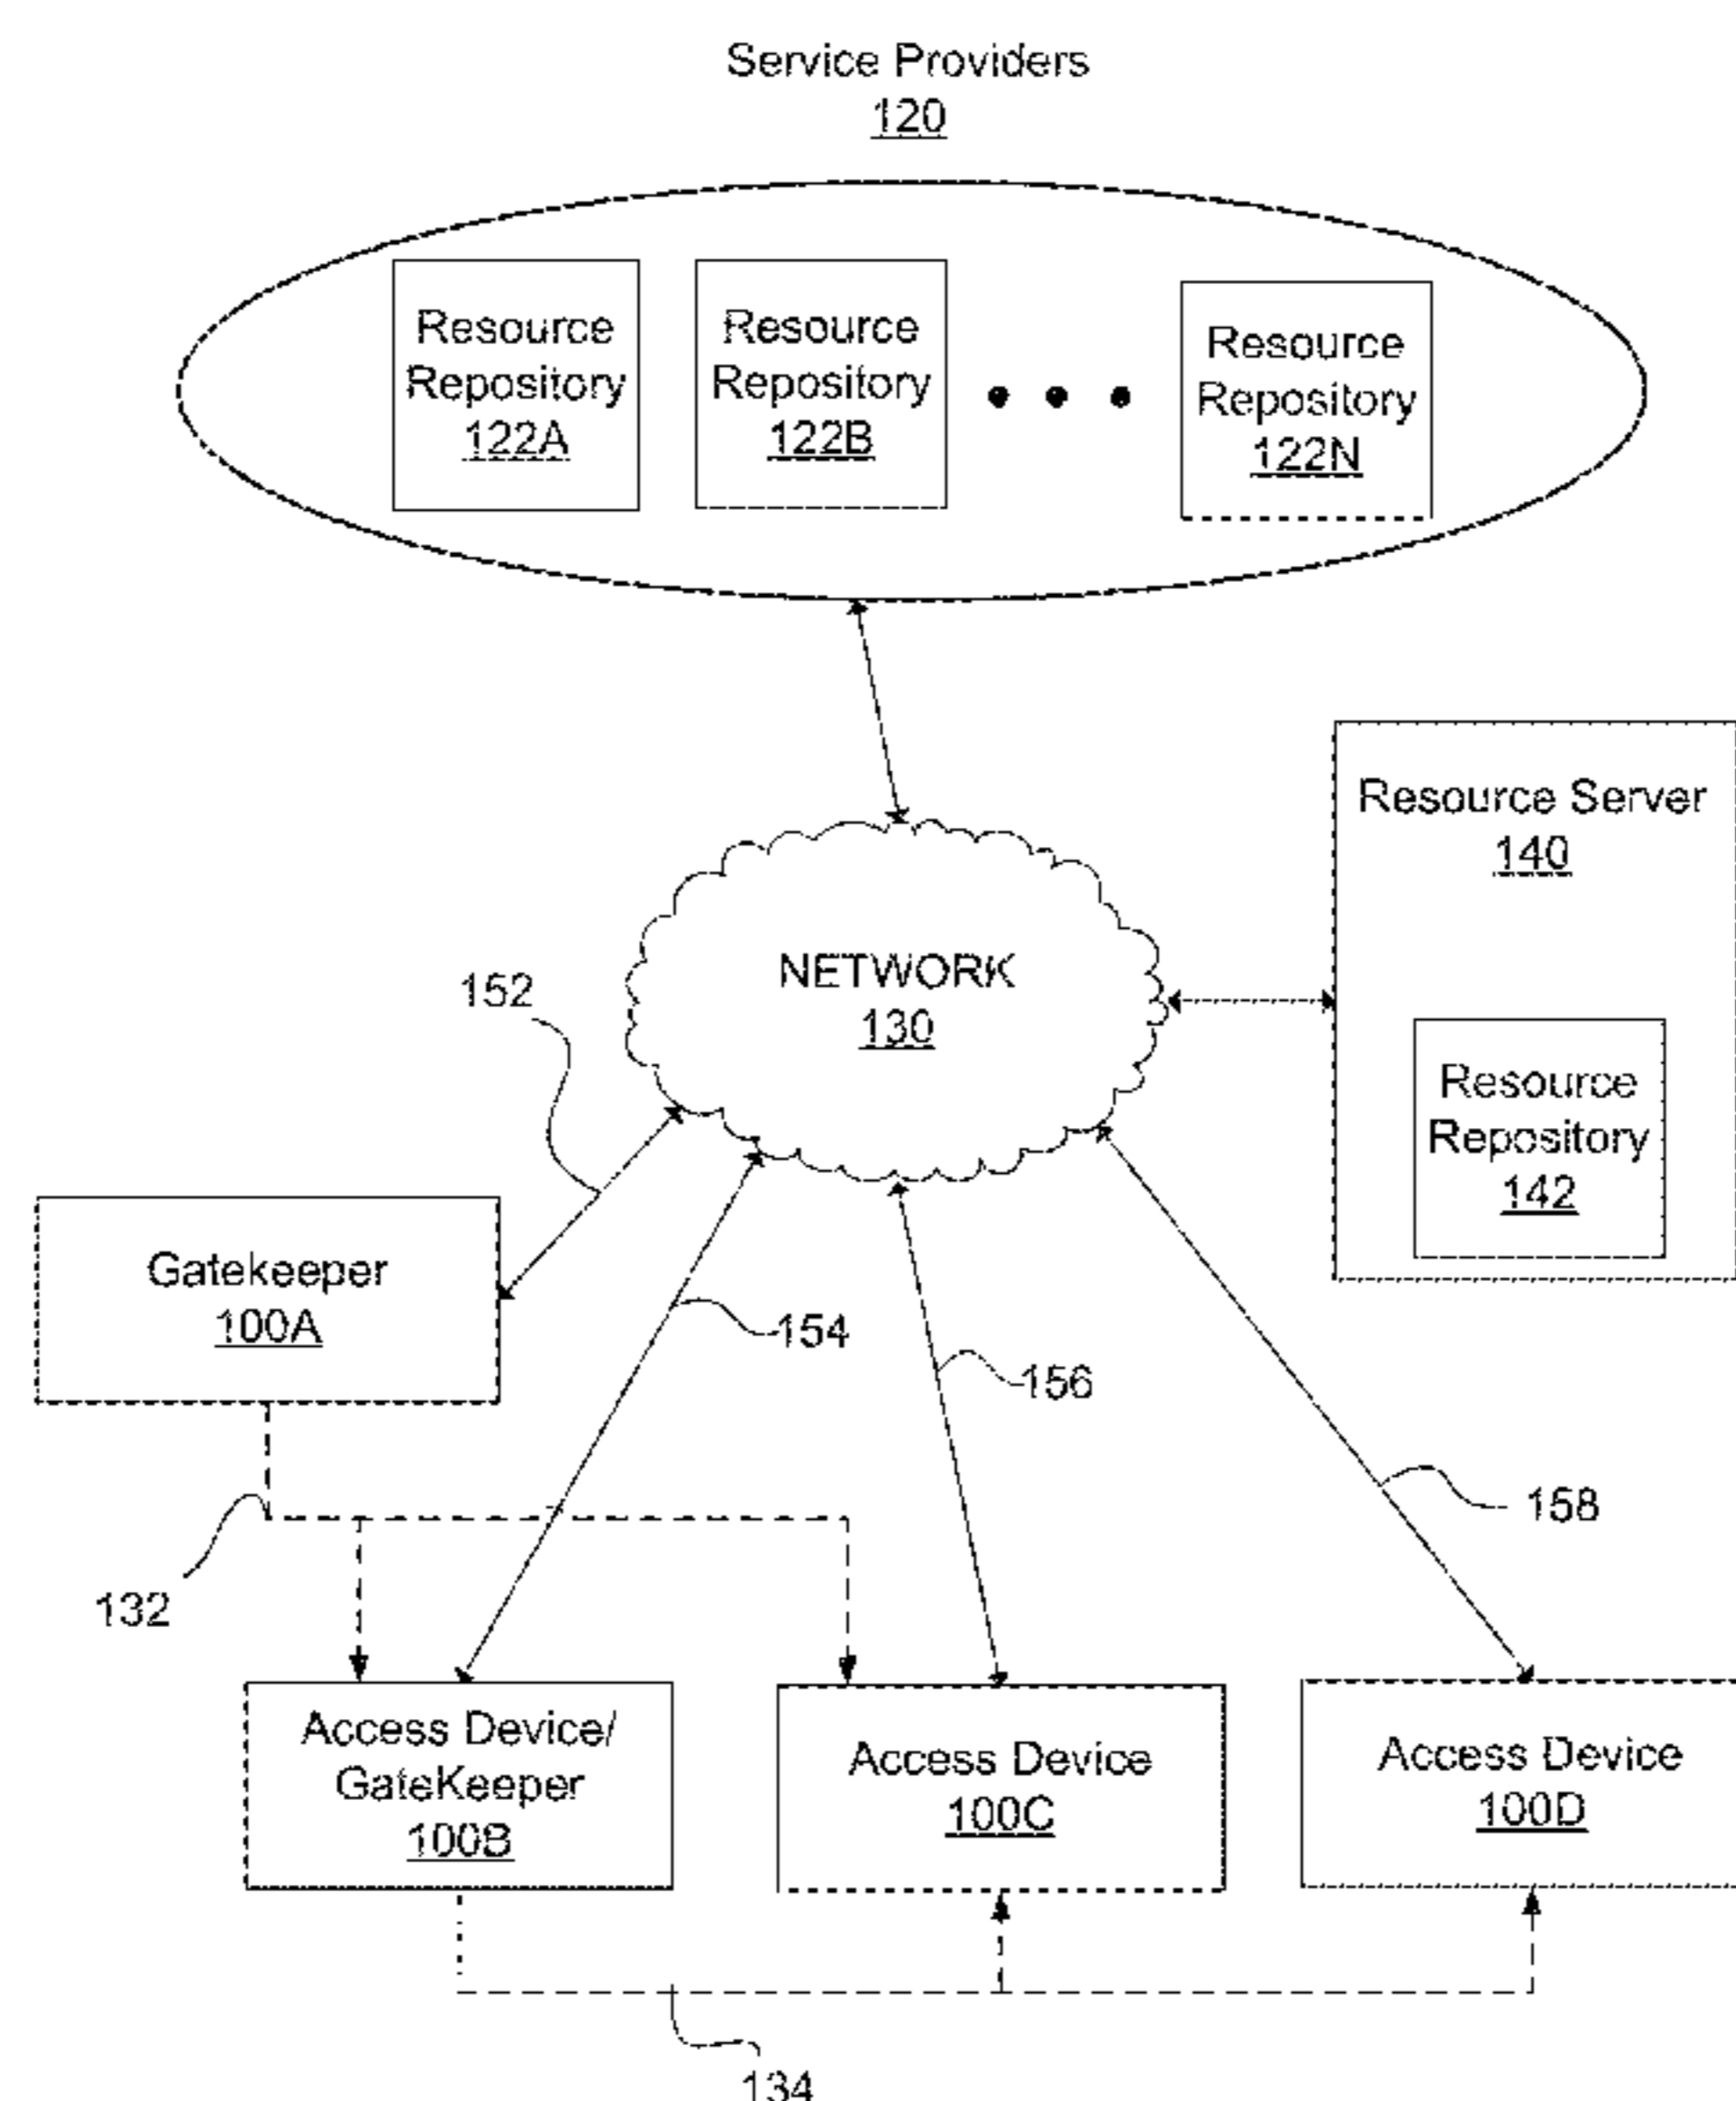 Service Providers
120
Resource
Repository
122A
Resource
Repository
122B
Resource
Repository
122N
Resource Server
140
NETWORK
130
152
Resource
Repository
142
Gatekeeper
100A
154
156
158
132
Access Device/
GateKeeper
100B
Access Device
100C
Access Device
100D
134